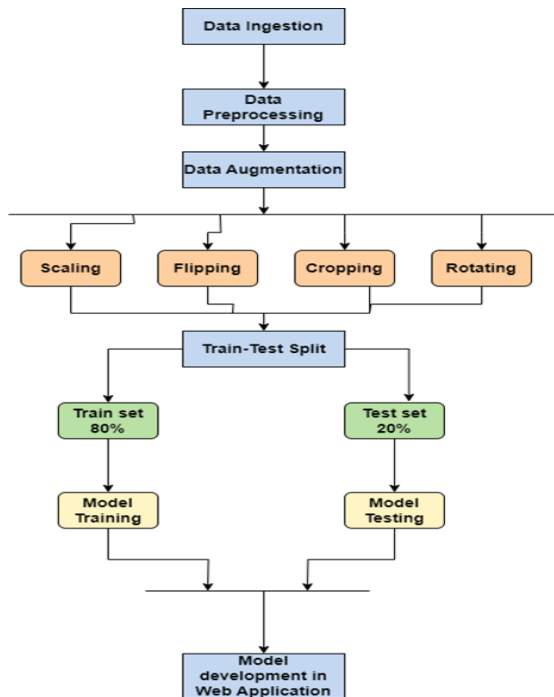 Data Ingestion
Data
Preprocessing
Data Augmentation
Scaling
Flipping
Cropping
Rotating
Train-Test Split
Train set
80%
Test set
20%
Model
Training
Model
Testing
Model
development in
Web Application